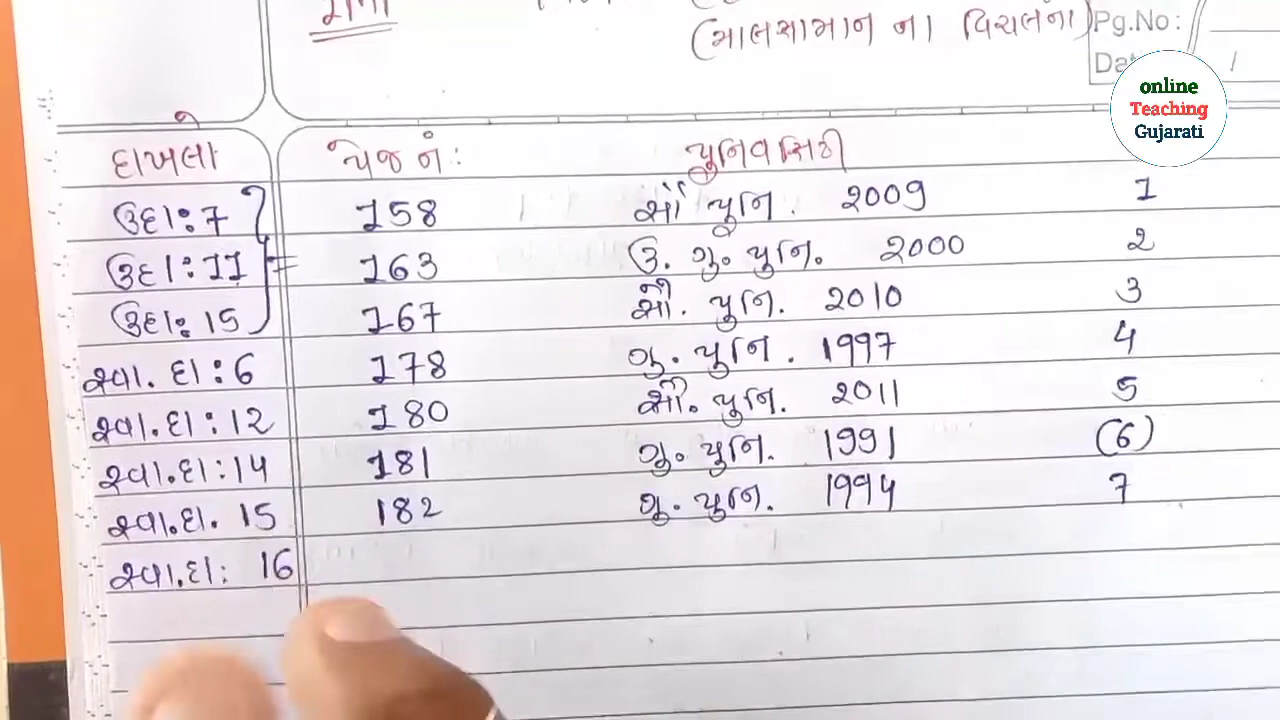 (માલસામાન ના વિચલના)
Pg.No:
online
Teaching
Gujarati
દાખલા પેજ નં: યુનિવર્સિટી
ઉદા: 7 158 સૌ યુનિ. 2009 1
ઉદા: 11 163 ઉ. ગુ. યુનિ. 2000 2
ઉદા: 15 167 સૌ. યુનિ. 2010 3
સ્વા. દા: 6 178 ગુ. યુનિ. 1997 4
સ્વા. દા: 12 180 સૌ. યુનિ. 2011 5
સ્વા.દા: 14 181 ગુ. યુનિ. 1991 (6)
સ્વા.દા. 15 182 ગુ. યુનિ. 1994 7
સ્વા.દા: 16